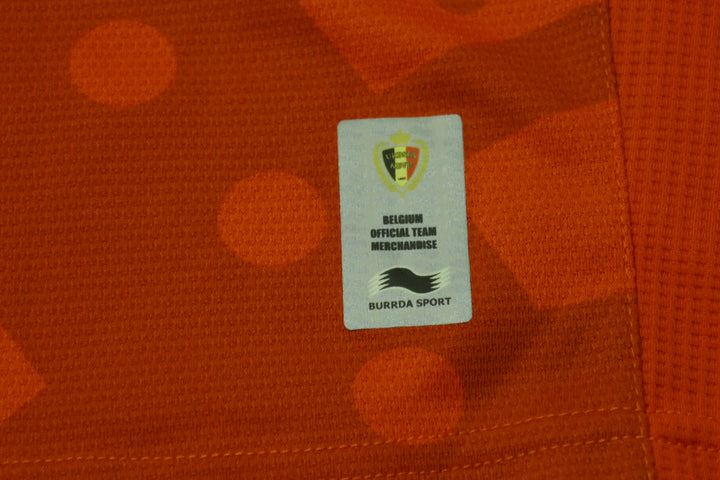 BELGIUM
OFFICIAL TEAM
MERCHANDISE
BURRDA SPORT